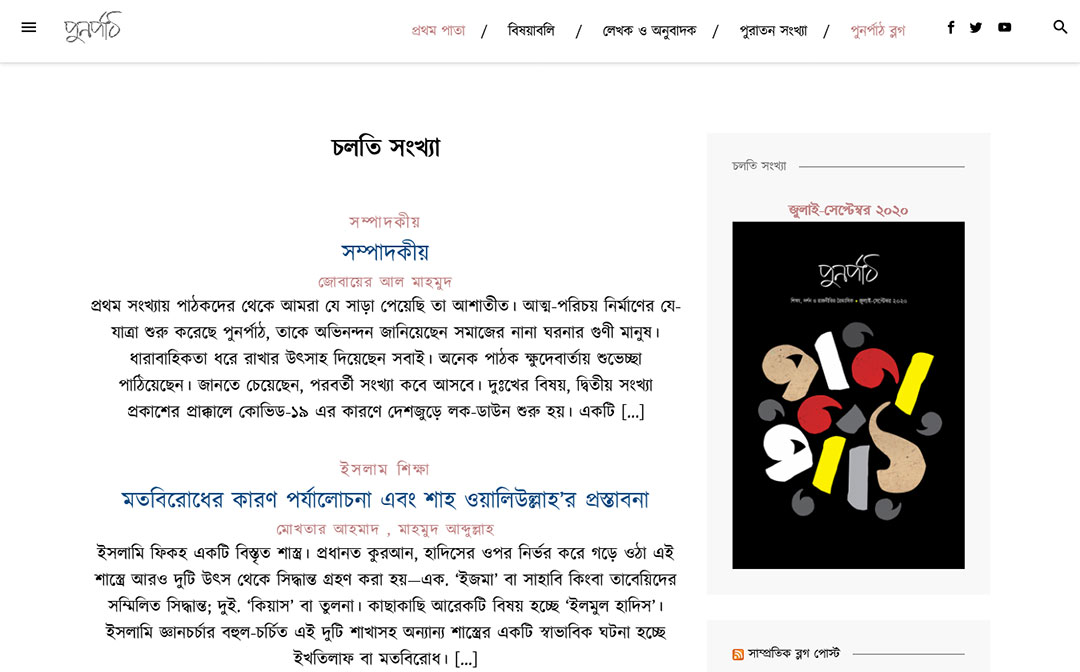 পুনর্পাঠ
প্রথম পাতা / বিষয়াবলি / লেখক ও অনুবাদক / পুরাতন সংখ্যা / পুনর্পাঠ ব্লগ
চলতি সংখ্যা
সম্পাদকীয়
সম্পাদকীয়
জোবায়ের আল মাহমুদ
প্রথম সংখ্যায় পাঠকদের থেকে আমরা যে সাড়া পেয়েছি তা আশাতীত। আত্ম-পরিচয় নির্মাণের যে-
যাত্রা শুরু করেছে পুনর্পাঠ, তাকে অভিনন্দন জানিয়েছেন সমাজের নানা ঘরনার গুণী মানুষ।
ধারাবাহিকতা ধরে রাখার উৎসাহ দিয়েছেন সবাই। অনেক পাঠক ক্ষুদেবার্তায় শুভেচ্ছা
পাঠিয়েছেন। জানতে চেয়েছেন, পরবর্তী সংখ্যা কবে আসবে। দুঃখের বিষয়, দ্বিতীয় সংখ্যা
প্রকাশের প্রাক্কালে কোভিড-১৯ এর কারণে দেশজুড়ে লক-ডাউন শুরু হয়। একটি [...]
ইসলাম শিক্ষা
মতবিরোধের কারণ পর্যালোচনা এবং শাহ ওয়ালিউল্লাহ’র প্রস্তাবনা
মোখতার আহমাদ , মাহমুদ আব্দুল্লাহ
ইসলামি ফিকহ একটি বিস্তৃত শাস্ত্র। প্রধানত কুরআন, হাদিসের ওপর নির্ভর করে গড়ে ওঠা এই
শাস্ত্রে আরও দুটি উৎস থেকে সিদ্ধান্ত গ্রহণ করা হয়—এক. ‘ইজমা’ বা সাহাবি কিংবা তাবেয়িদের
সম্মিলিত সিদ্ধান্ত; দুই. ‘কিয়াস’ বা তুলনা। কাছাকাছি আরেকটি বিষয় হচ্ছে ‘ইলমুল হাদিস’।
ইসলামি জ্ঞানচর্চার বহুল-চর্চিত এই দুটি শাখাসহ অন্যান্য শাস্ত্রের একটি স্বাভাবিক ঘটনা হচ্ছে
ইখতিলাফ বা মতবিরোধ। [...]
চলতি সংখ্যা
জুলাই-সেপ্টেম্বর ২০২০
পুনর্পাঠ
শিক্ষা, দর্শন ও রাজনীতির ত্রৈমাসিক • জুলাই-সেপ্টেম্বর ২০২০
সাম্প্রতিক ব্লগ পোস্ট